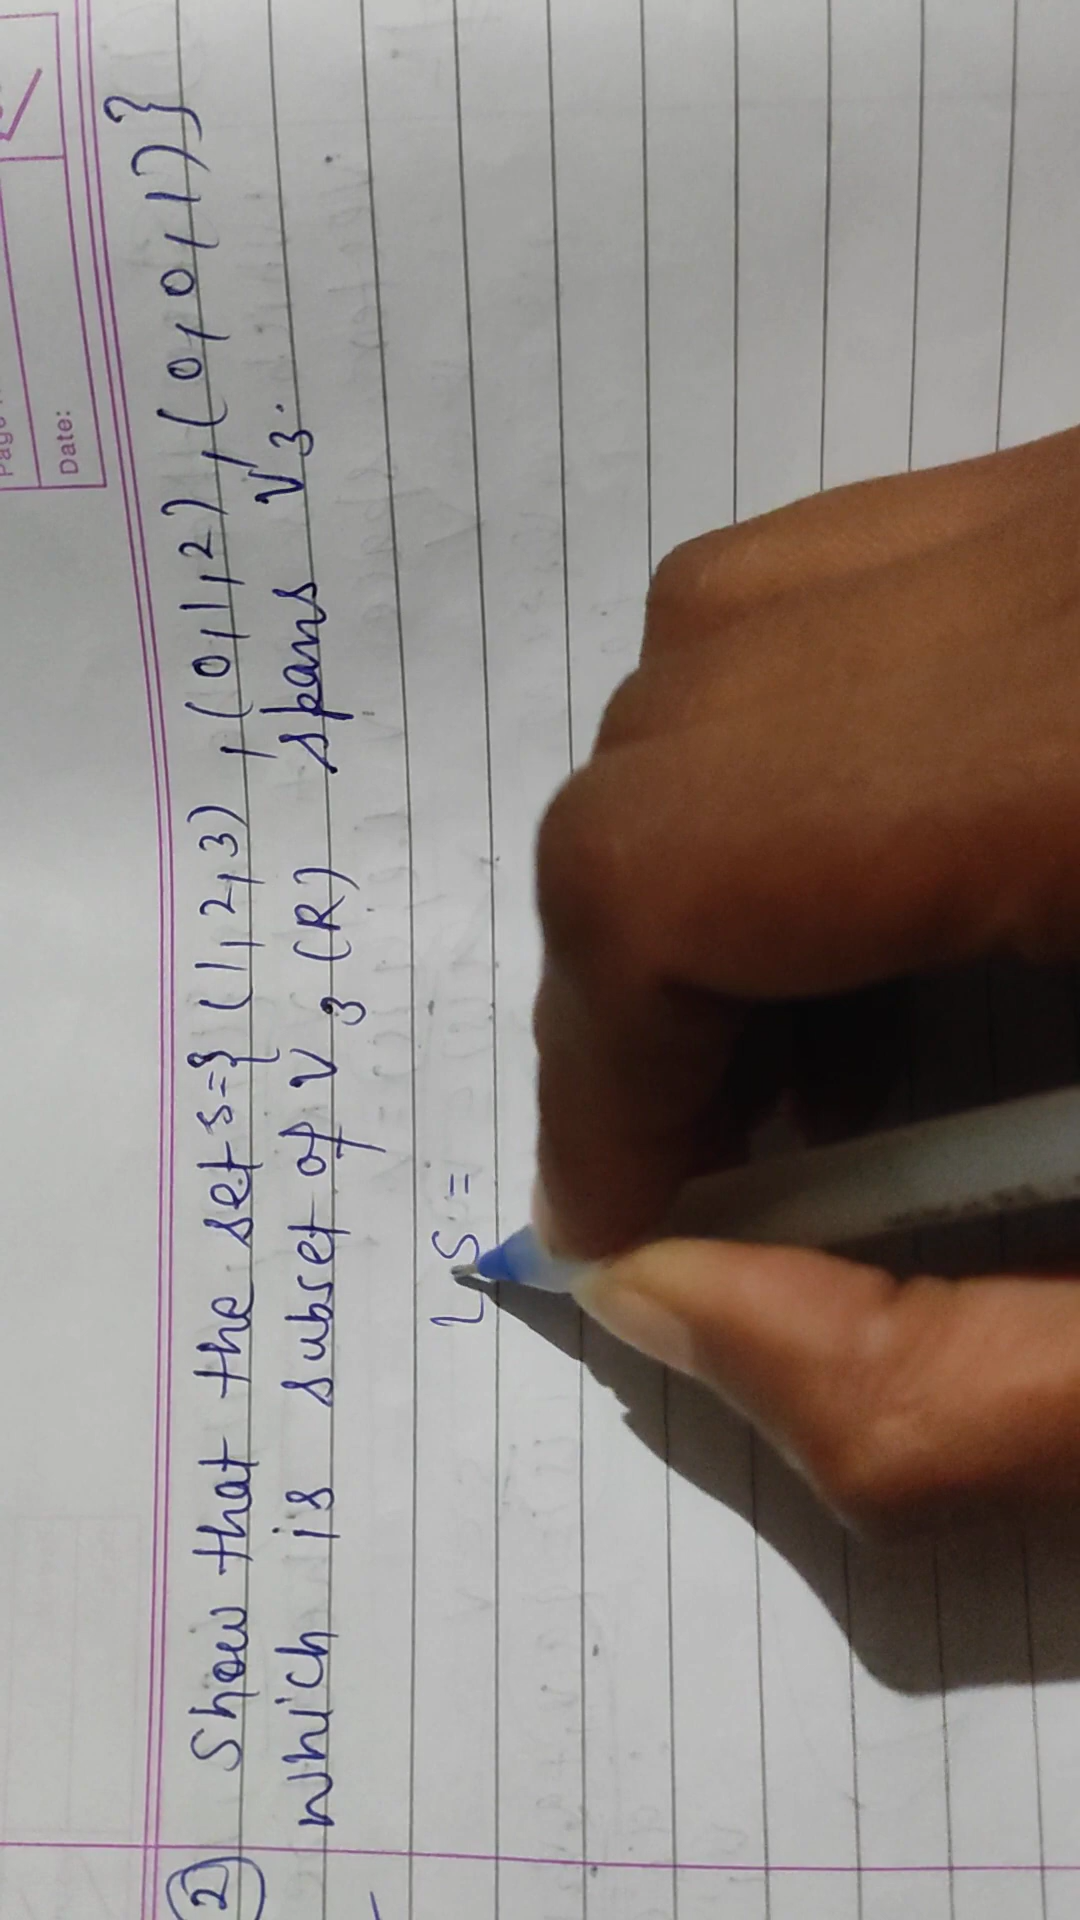 Date:
2) Show that the set S={(1,2,3),(0,1,2),(0,0,1)}
which is subset of V3(R) spans V3.
LS=